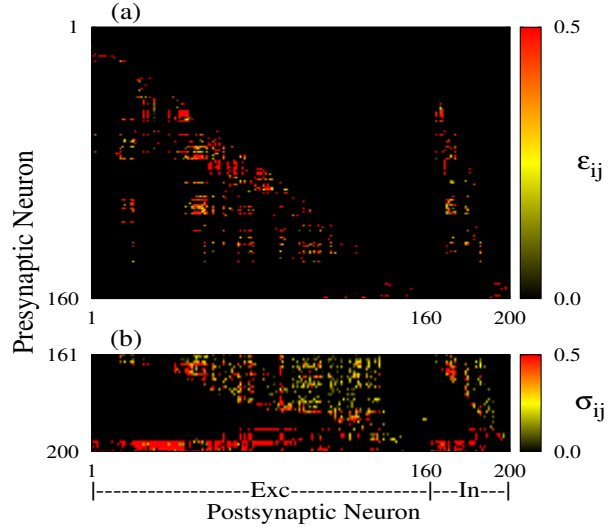 (a)
1
0.5
ε_ij
Presynaptic Neuron
160
0.0
1
160
200
(b)
161
0.5
σ_ij
200
0.0
1
160
200
|----------------Exc----------------|---In---|
Postsynaptic Neuron